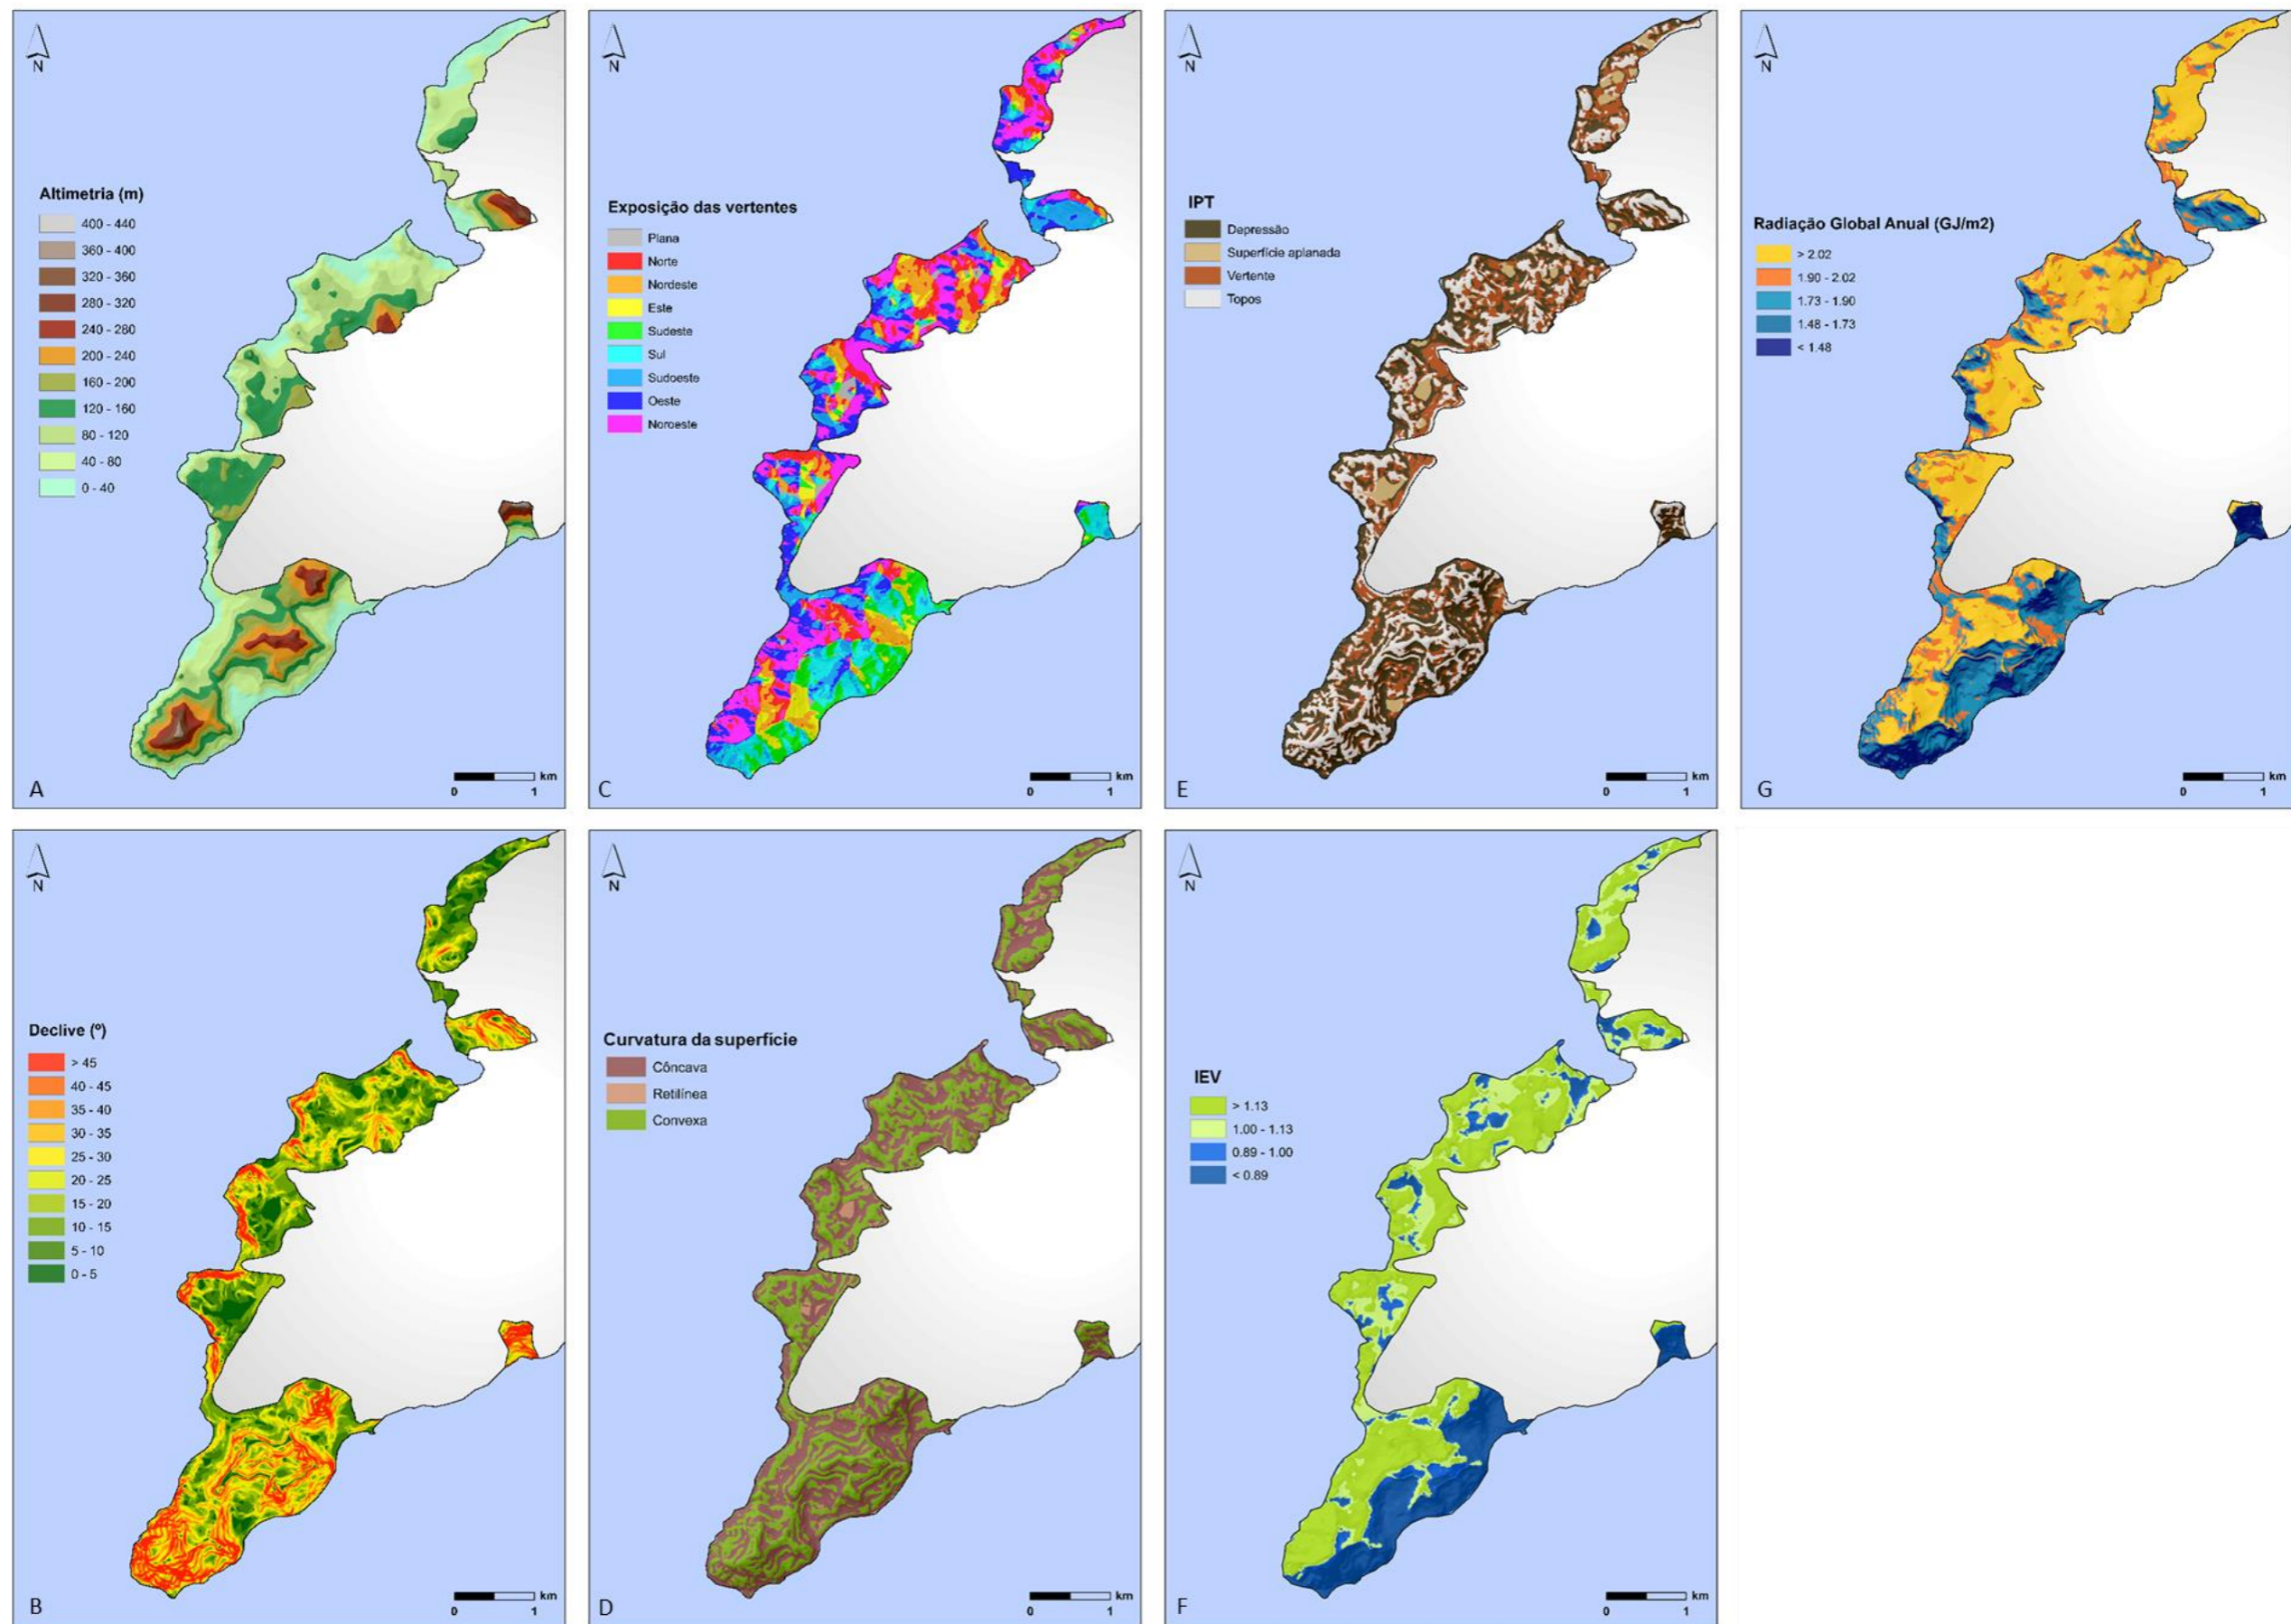 N
Altimetria (m)
400 - 440
360 - 400
320 - 360
280 - 320
240 - 280
200 - 240
160 - 200
120 - 160
80 - 120
40 - 80
0 - 40
km
0 1
A
N
Exposição das vertentes
Plana
Norte
Nordeste
Este
Sudeste
Sul
Sudoeste
Oeste
Noroeste
km
0 1
C
N
IPT
Depressão
Superfície aplanada
Vertente
Topos
km
0 1
E
N
Radiação Global Anual (GJ/m2)
> 2.02
1.90 - 2.02
1.73 - 1.90
1.48 - 1.73
< 1.48
km
0 1
G
N
Declive (º)
> 45
40 - 45
35 - 40
30 - 35
25 - 30
20 - 25
15 - 20
10 - 15
5 - 10
0 - 5
km
0 1
B
N
Curvatura da superfície
Côncava
Retilínea
Convexa
km
0 1
D
N
IEV
> 1.13
1.00 - 1.13
0.89 - 1.00
< 0.89
km
0 1
F